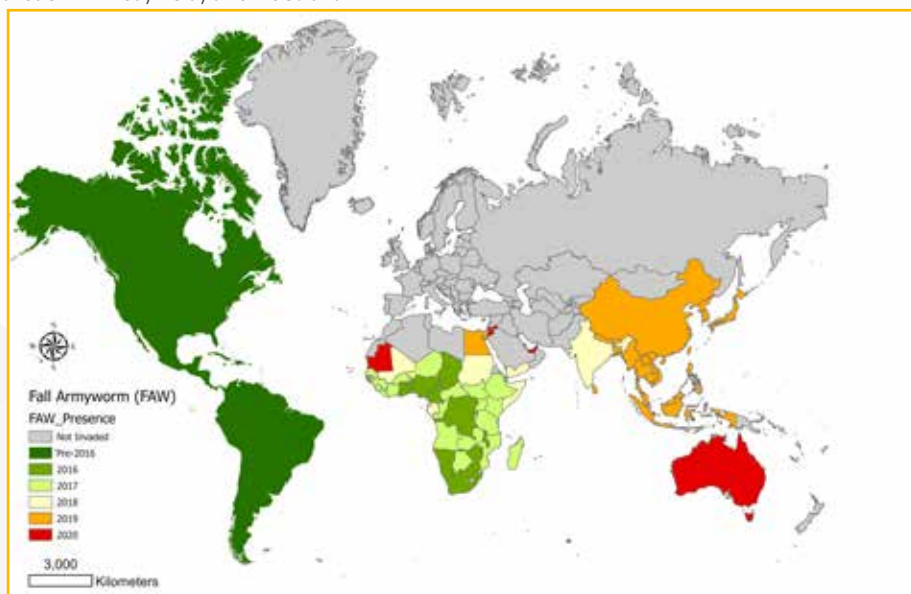 Fall Armyworm (FAW)
FAW_Presence
Not Invaded
Pre-2016
2016
2017
2018
2019
2020
3,000
Kilometers